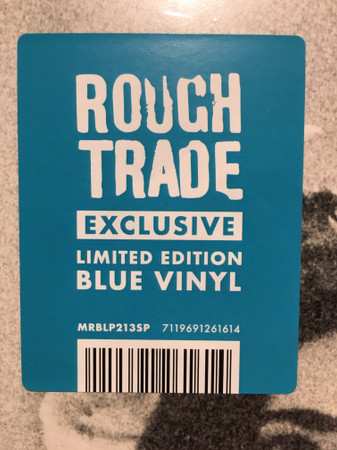 ROUGH
TRADE
EXCLUSIVE
LIMITED EDITION
BLUE VINYL
MRBLP213SP 7119691261614